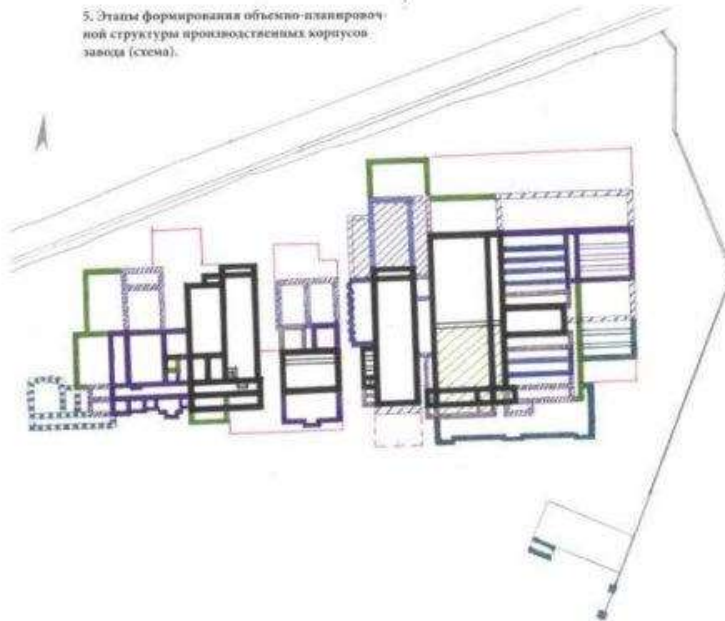 5. Этапы формирования объемно-планировоч-
ной структуры производственных корпусов
завода (схема).